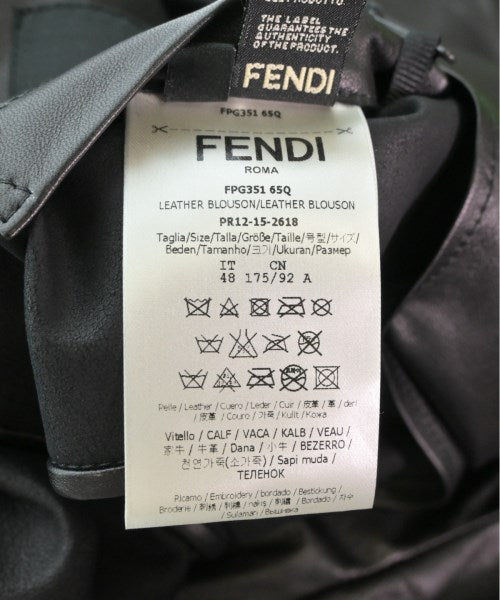 THE LABEL
GUARANTEES THE
AUTHENTICITY
OF THE PRODUCT.
FENDI
FPG351 65Q
FENDI
ROMA
FPG351 65Q
LEATHER BLOUSON/LEATHER BLOUSON
PR12-15-2618
Taglia/Size/Talla/Größe/Taille/号型/サイズ/
Beden/Tamanho/크기/Ukuran/Размер
IT CN
48 175/92 A
Pelle / Leather / Cuero / Leder / Cuir / 皮革 / 革 / deri
/ 皮革 / Couro / 가죽 / Kulit / Кожа
Vitello / CALF / VACA / KALB / VEAU /
家牛 / 牛革 / Dana / 小牛 / BEZERRO /
천연가죽(소가죽) / Sapi muda /
ТЕЛЕНОК
Ricamo / Embroidery / bordado / Bestickung /
Broderie / 刺绣 / 刺繍 / nakış / 刺繡 / Bordado / 자수
/ Sulaman / Вышивка